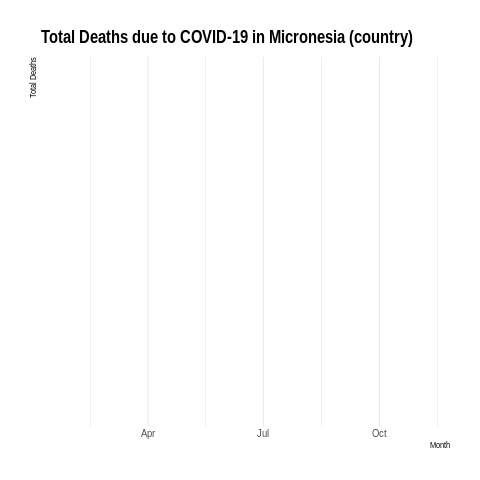 Total Deaths due to COVID-19 in Micronesia (country)
Total Deaths
Apr Jul Oct
Month